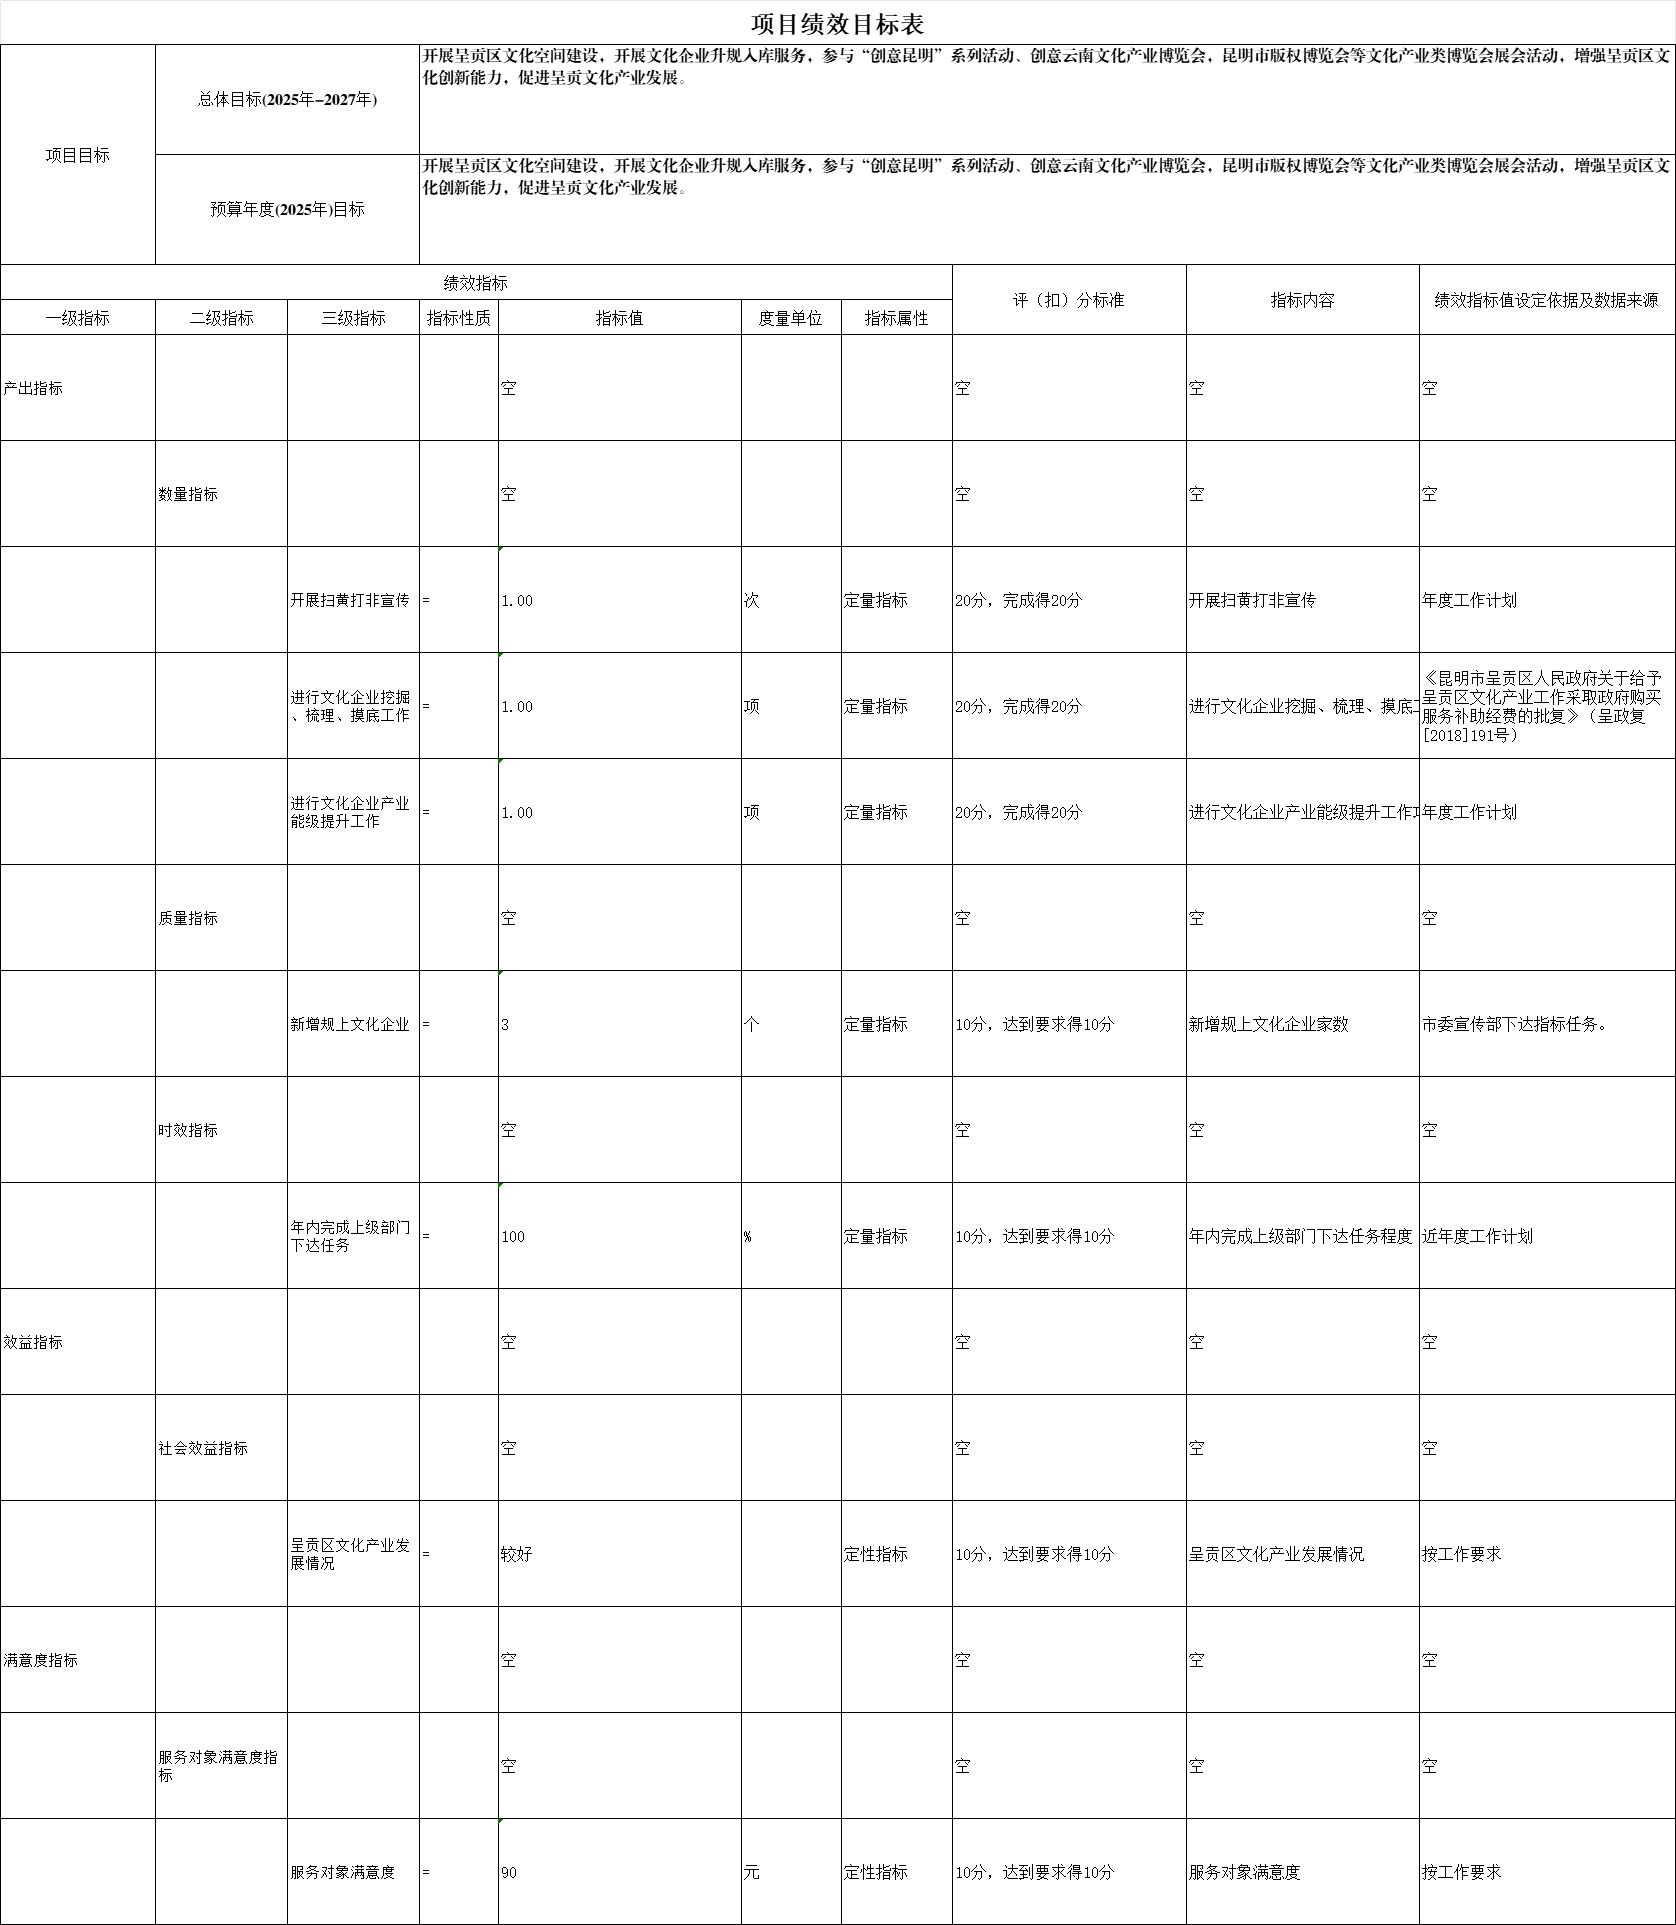 项目绩效目标表
项目目标
总体目标(2025年-2027年)
开展呈贡区文化空间建设，开展文化企业升规入库服务，参与“创意昆明”系列活动、创意云南文化产业博览会，昆明市版权博览会等文化产业类博览会展会活动，增强呈贡区文
化创新能力，促进呈贡文化产业发展。
预算年度(2025年)目标
开展呈贡区文化空间建设，开展文化企业升规入库服务，参与“创意昆明”系列活动、创意云南文化产业博览会，昆明市版权博览会等文化产业类博览会展会活动，增强呈贡区文
化创新能力，促进呈贡文化产业发展。
绩效指标 评（扣）分标准 指标内容 绩效指标值设定依据及数据来源
一级指标 二级指标 三级指标 指标性质 指标值 度量单位 指标属性
产出指标 空 空 空 空
数量指标 空 空 空 空
开展扫黄打非宣传 = 1.00 次 定量指标 20分，完成得20分 开展扫黄打非宣传 年度工作计划
进行文化企业挖掘
、梳理、摸底工作 = 1.00 项 定量指标 20分，完成得20分 进行文化企业挖掘、梳理、摸底
《昆明市呈贡区人民政府关于给予
呈贡区文化产业工作采取政府购买
服务补助经费的批复》（呈政复
[2018]191号）
进行文化企业产业
能级提升工作 = 1.00 项 定量指标 20分，完成得20分 进行文化企业产业能级提升工作 年度工作计划
质量指标 空 空 空 空
新增规上文化企业 = 3 个 定量指标 10分，达到要求得10分 新增规上文化企业家数 市委宣传部下达指标任务。
时效指标 空 空 空 空
年内完成上级部门
下达任务 = 100 % 定量指标 10分，达到要求得10分 年内完成上级部门下达任务程度 近年度工作计划
效益指标 空 空 空 空
社会效益指标 空 空 空 空
呈贡区文化产业发
展情况 = 较好 定性指标 10分，达到要求得10分 呈贡区文化产业发展情况 按工作要求
满意度指标 空 空 空 空
服务对象满意度指
标 空 空 空 空
服务对象满意度 = 90 元 定性指标 10分，达到要求得10分 服务对象满意度 按工作要求